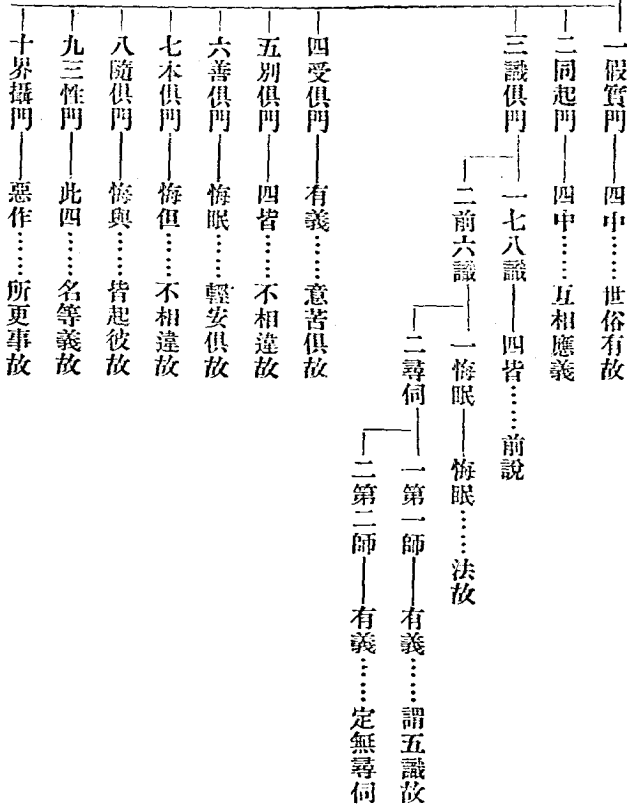 一假實門——四中……世俗有故
二同起門——四中……互相應義
三識俱門
一七八識——四皆……前說
二前六識
一悔眠——悔眠……法故
二尋伺
一第一師——有義……謂五識故
二第二師——有義……定無尋伺
四受俱門——有義……意苦俱故
五別俱門——四皆……不相違故
六善俱門——悔眠……輕安俱故
七本俱門——悔但……不相違故
八隨俱門——悔與……皆起彼故
九三性門——此四……名等義故
十界攝門——惡作……所更事故